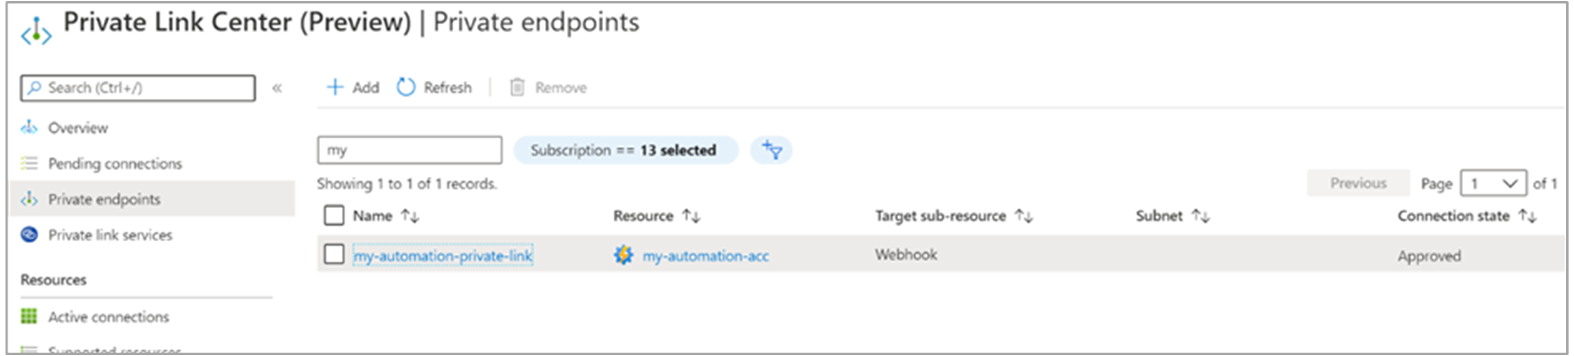 Private Link Center (Preview) | Private endpoints
Search (Ctrl+/)
«
Overview
Pending connections
Private endpoints
Private link services
Resources
Active connections
Supported resources
+ Add Refresh Remove
my
Subscription == 13 selected
Showing 1 to 1 of 1 records.
Previous Page 1 of 1
Name ↑↓ Resource ↑↓ Target sub-resource ↑↓ Subnet ↑↓ Connection state ↑↓
my-automation-private-link my-automation-acc Webhook Approved